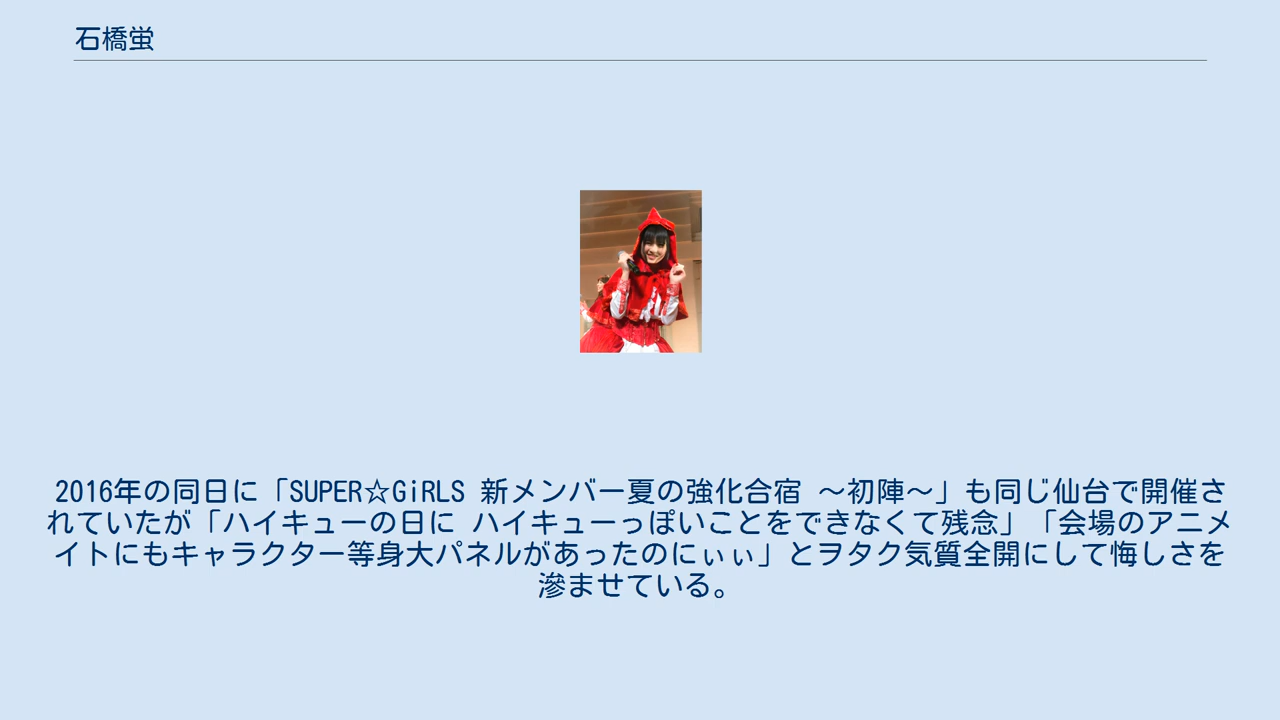 石橋蛍
2016年の同日に「SUPER☆GiRLS 新メンバー夏の強化合宿 ～初陣～」も同じ仙台で開催さ
れていたが「ハイキューの日に ハイキューっぽいことをできなくて残念」「会場のアニメ
イトにもキャラクター等身大パネルがあったのにぃぃ」とヲタク気質全開にして悔しさを
滲ませている。